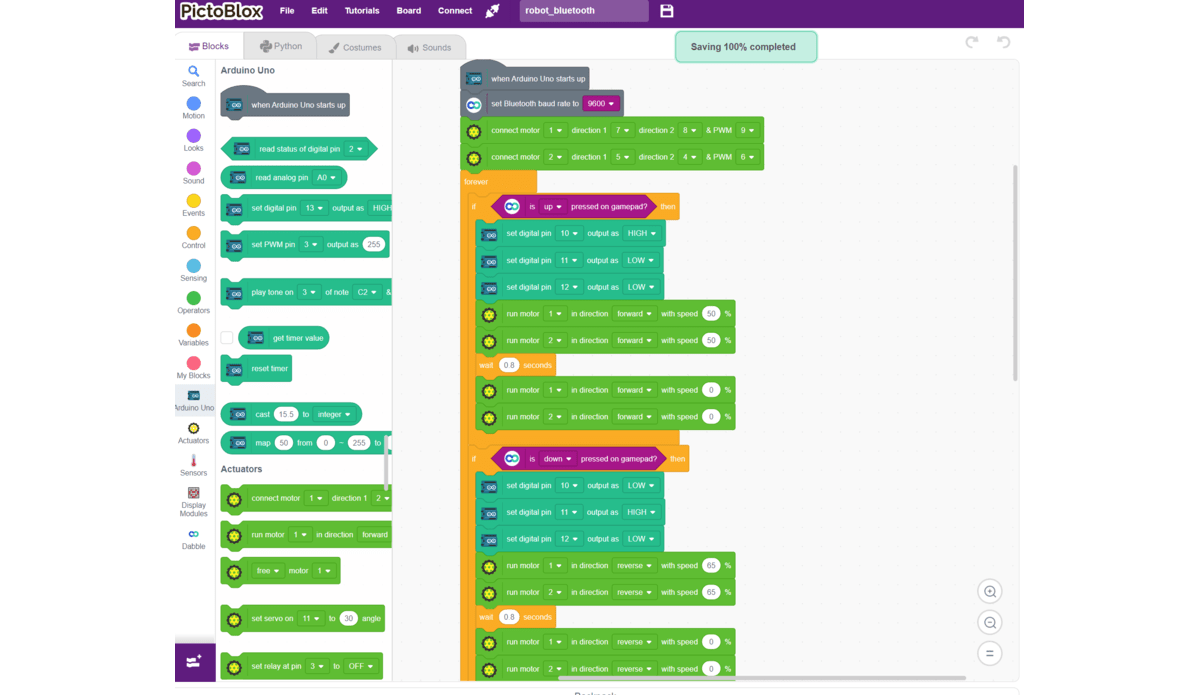 PictoBlox File Edit Tutorials Board Connect robot_bluetooth
Blocks Python Costumes Sounds
Saving 100% completed
Search
Motion
Looks
Sound
Events
Control
Sensing
Operators
Variables
My Blocks
Arduino Uno
Actuators
Sensors
Display
Modules
Dabble
Arduino Uno
when Arduino Uno starts up
read status of digital pin 2
read analog pin A0
set digital pin 13 output as HIGH
set PWM pin 3 output as 255
play tone on 3 of note C2 &
get timer value
reset timer
cast 15.5 to integer
map 50 from 0 ~ 255 to
Actuators
connect motor 1 direction 1 2
run motor 1 in direction forward
free motor 1
set servo on 11 to 30 angle
set relay at pin 3 to OFF
when Arduino Uno starts up
set Bluetooth baud rate to 9600
connect motor 1 direction 1 7 direction 2 8 & PWM 9
connect motor 2 direction 1 5 direction 2 4 & PWM 6
forever
if is up pressed on gamepad? then
set digital pin 10 output as HIGH
set digital pin 11 output as LOW
set digital pin 12 output as LOW
run motor 1 in direction forward with speed 50 %
run motor 2 in direction forward with speed 50 %
wait 0.8 seconds
run motor 1 in direction forward with speed 0 %
run motor 2 in direction forward with speed 0 %
if is down pressed on gamepad? then
set digital pin 10 output as LOW
set digital pin 11 output as HIGH
set digital pin 12 output as LOW
run motor 1 in direction reverse with speed 65 %
run motor 2 in direction reverse with speed 65 %
wait 0.8 seconds
run motor 1 in direction reverse with speed 0 %
run motor 2 in direction reverse with speed 0 %